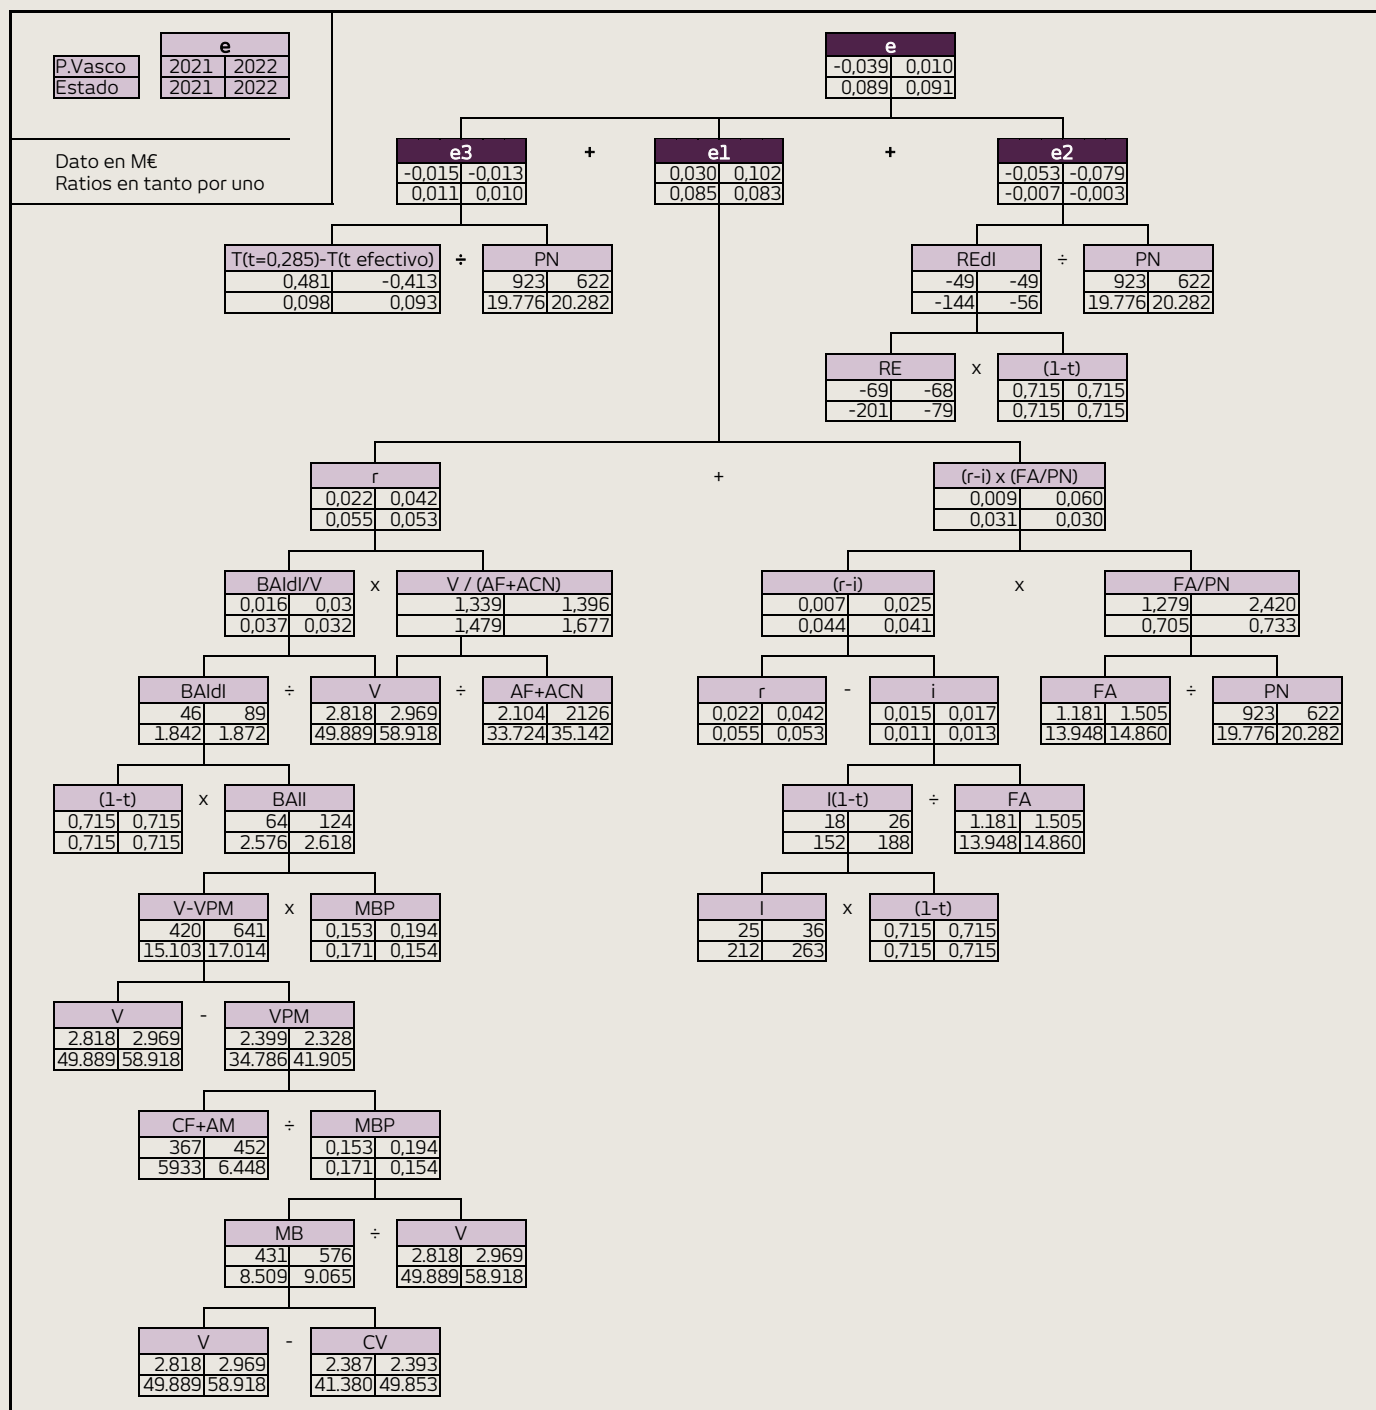 e
P.Vasco 2021 2022
Estado 2021 2022
Dato en M€
Ratios en tanto por uno
e
-0,039 0,010
0,089 0,091
e3 + e1 + e2
-0,015 -0,013 0,030 0,102 -0,053 -0,079
0,011 0,010 0,085 0,083 -0,007 -0,003
T(t=0,285)-T(t efectivo) ÷ PN REdI ÷ PN
0,481 -0,413 923 622 -49 -49 923 622
0,098 0,093 19.776 20.282 -144 -56 19.776 20.282
RE x (1-t)
-69 -68 0,715 0,715
-201 -79 0,715 0,715
r + (r-i) x (FA/PN)
0,022 0,042 0,009 0,060
0,055 0,053 0,031 0,030
BAIdI/V x V / (AF+ACN) (r-i) x FA/PN
0,016 0,03 1,339 1,396 0,007 0,025 1,279 2,420
0,037 0,032 1,479 1,677 0,044 0,041 0,705 0,733
BAIdI ÷ V ÷ AF+ACN r - i FA ÷ PN
46 89 2.818 2.969 2.104 2126 0,022 0,042 0,015 0,017 1.181 1.505 923 622
1.842 1.872 49.889 58.918 33.724 35.142 0,055 0,053 0,011 0,013 13.948 14.860 19.776 20.282
(1-t) x BAII I(1-t) ÷ FA
0,715 0,715 64 124 18 26 1.181 1.505
0,715 0,715 2.576 2.618 152 188 13.948 14.860
V-VPM x MBP I x (1-t)
420 641 0,153 0,194 25 36 0,715 0,715
15.103 17.014 0,171 0,154 212 263 0,715 0,715
V - VPM
2.818 2.969 2.399 2.328
49.889 58.918 34.786 41.905
CF+AM ÷ MBP
367 452 0,153 0,194
5933 6.448 0,171 0,154
MB ÷ V
431 576 2.818 2.969
8.509 9.065 49.889 58.918
V - CV
2.818 2.969 2.387 2.393
49.889 58.918 41.380 49.853